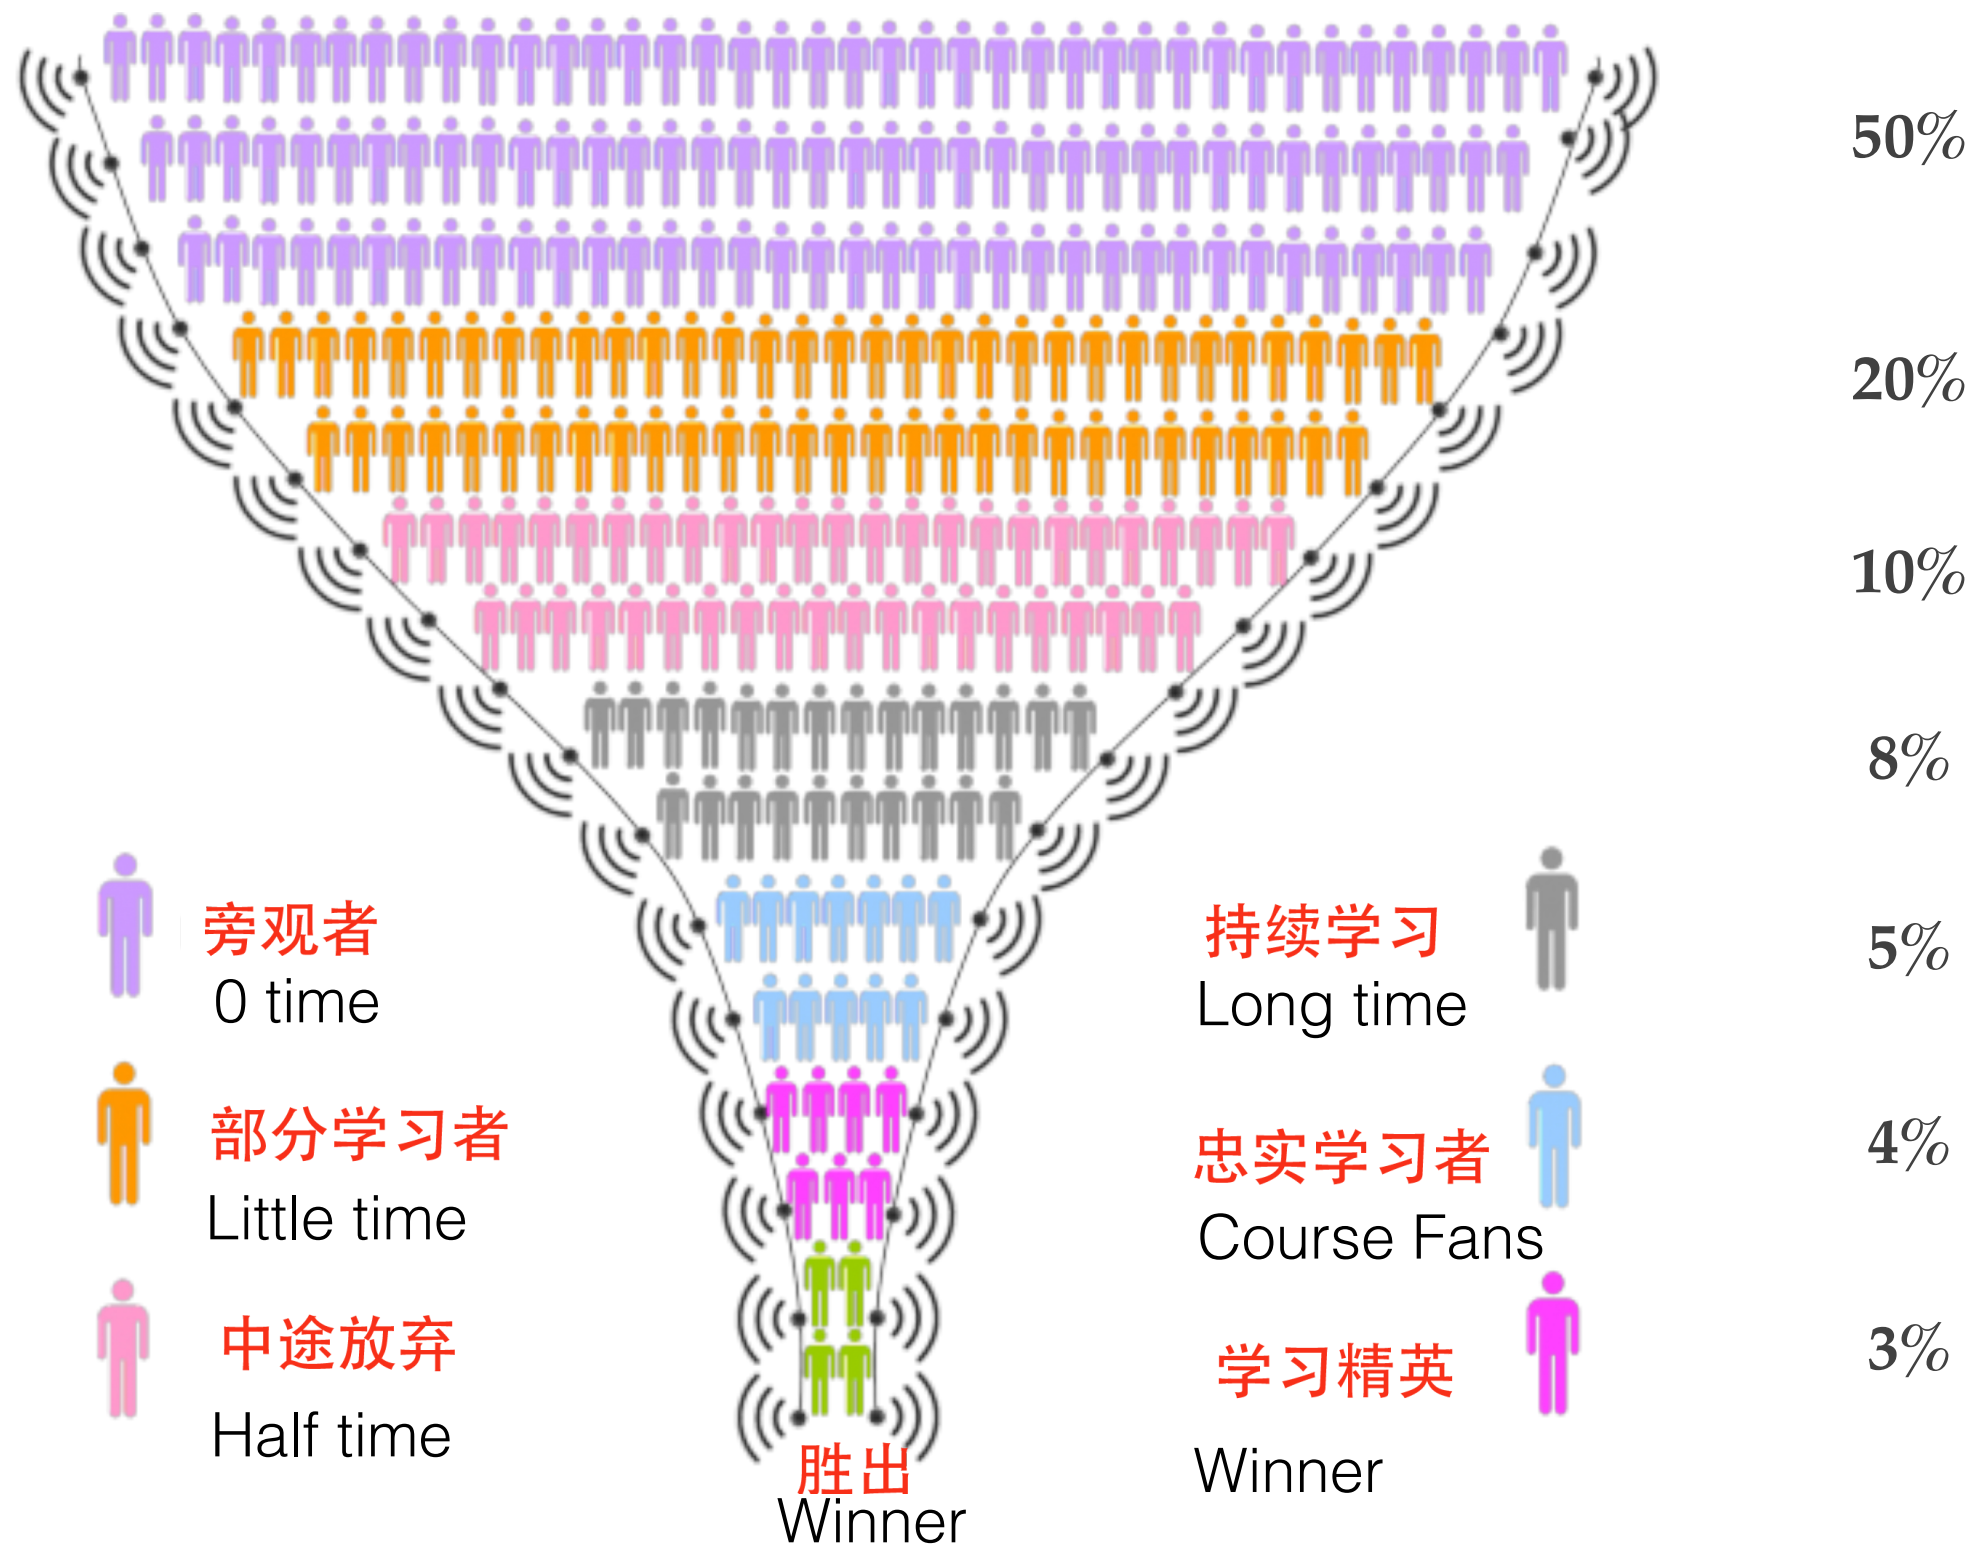 50%
20%
10%
8%
5%
4%
3%
旁观者
0 time
部分学习者
Little time
中途放弃
Half time
持续学习
Long time
忠实学习者
Course Fans
学习精英
Winner
胜出
Winner